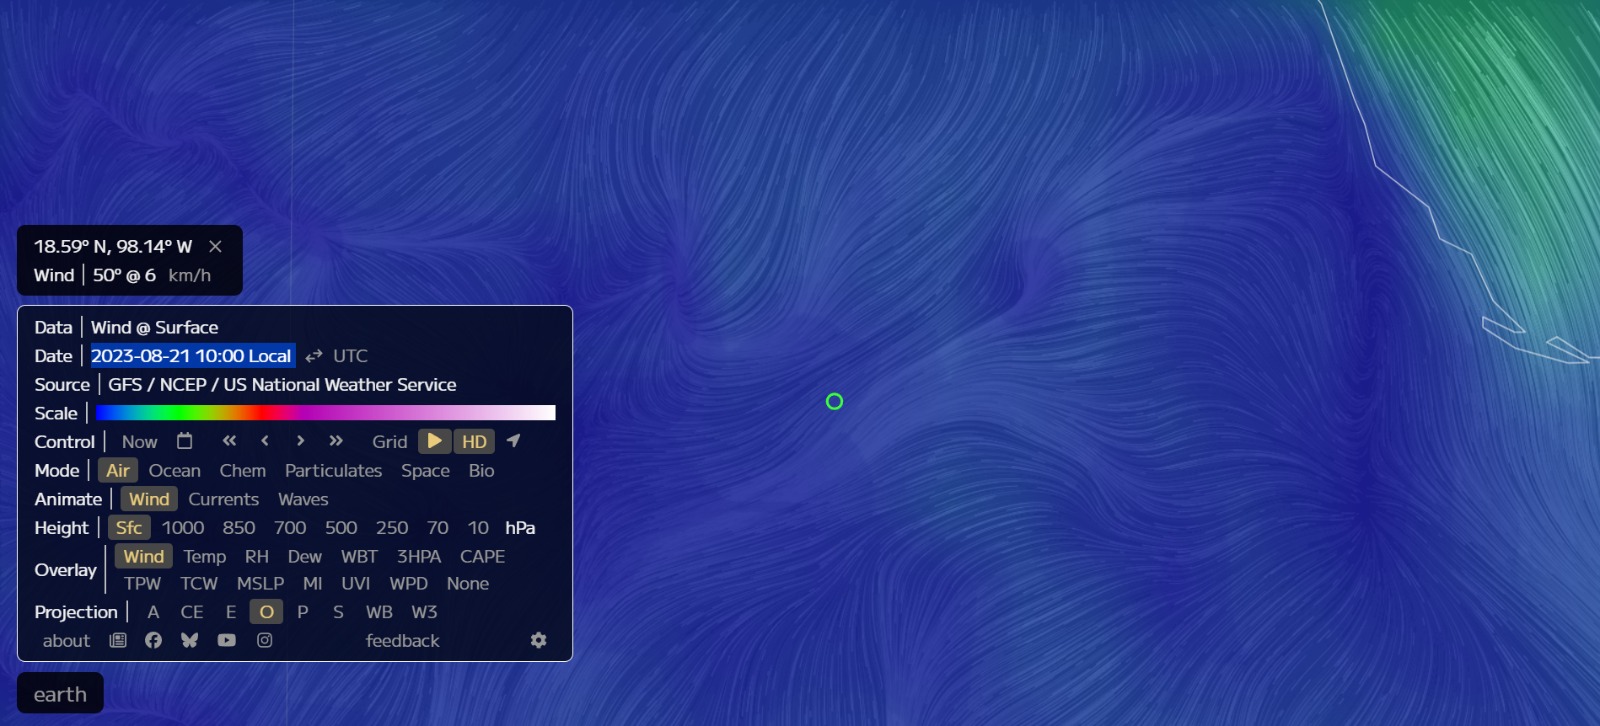 18.59° N, 98.14° W ×
Wind | 50° @ 6 km/h
Data | Wind @ Surface
Date | 2023-08-21 10:00 Local ⇄ UTC
Source | GFS / NCEP / US National Weather Service
Scale |
Control | Now « ‹ › » Grid ▶ HD
Mode | Air Ocean Chem Particulates Space Bio
Animate | Wind Currents Waves
Height | Sfc 1000 850 700 500 250 70 10 hPa
Overlay | Wind Temp RH Dew WBT 3HPA CAPE
TPW TCW MSLP MI UVI WPD None
Projection | A CE E O P S WB W3
about feedback
earth